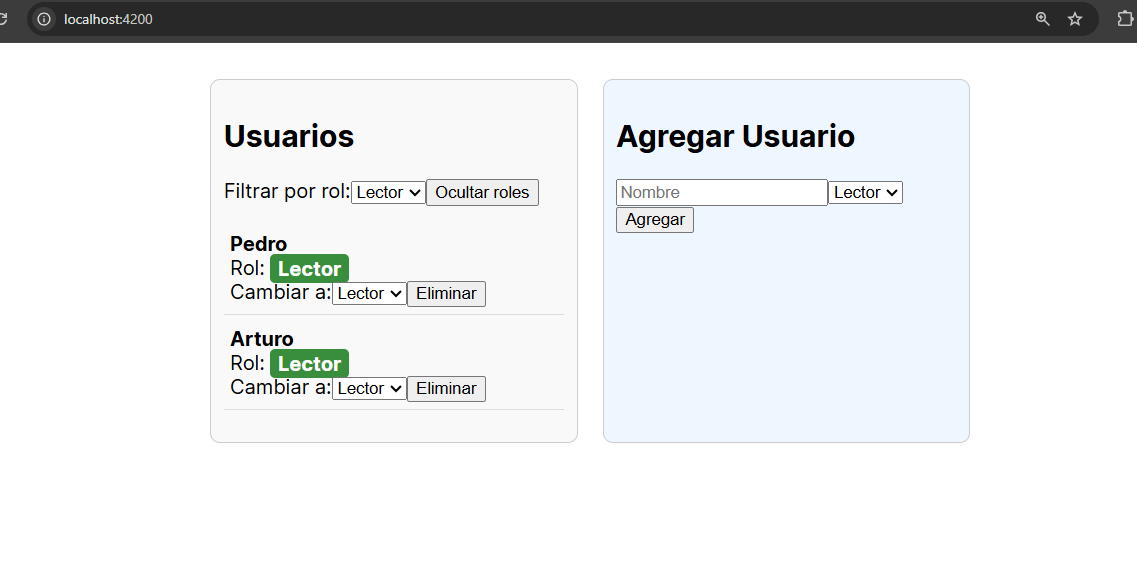 localhost:4200
Usuarios
Filtrar por rol: Lector Ocultar roles
Pedro
Rol: Lector
Cambiar a: Lector Eliminar
Arturo
Rol: Lector
Cambiar a: Lector Eliminar
Agregar Usuario
Nombre Lector
Agregar